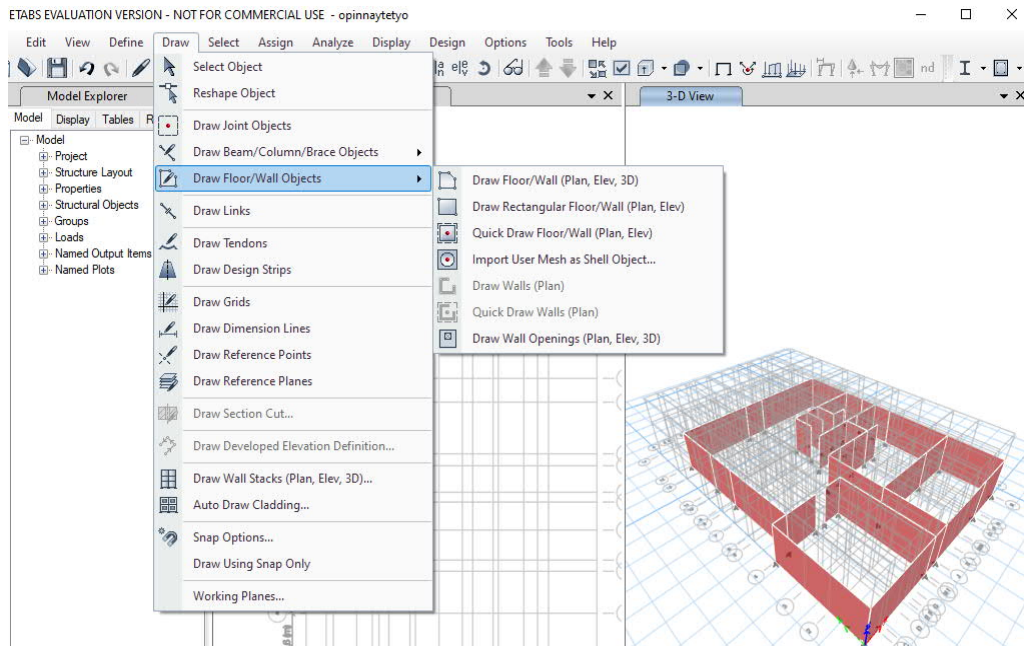 ETABS EVALUATION VERSION - NOT FOR COMMERCIAL USE - opinnaytetyo
Edit View Define Draw Select Assign Analyze Display Design Options Tools Help
nd
Model Explorer
3-D View
Model Display Tables R
Model
Project
Structure Layout
Properties
Structural Objects
Groups
Loads
Named Output Items
Named Plots
Select Object
Reshape Object
Draw Joint Objects
Draw Beam/Column/Brace Objects
Draw Floor/Wall Objects
Draw Links
Draw Tendons
Draw Design Strips
Draw Grids
Draw Dimension Lines
Draw Reference Points
Draw Reference Planes
Draw Section Cut...
Draw Developed Elevation Definition...
Draw Wall Stacks (Plan, Elev, 3D)...
Auto Draw Cladding...
Snap Options...
Draw Using Snap Only
Working Planes...
Draw Floor/Wall (Plan, Elev, 3D)
Draw Rectangular Floor/Wall (Plan, Elev)
Quick Draw Floor/Wall (Plan, Elev)
Import User Mesh as Shell Object...
Draw Walls (Plan)
Quick Draw Walls (Plan)
Draw Wall Openings (Plan, Elev, 3D)